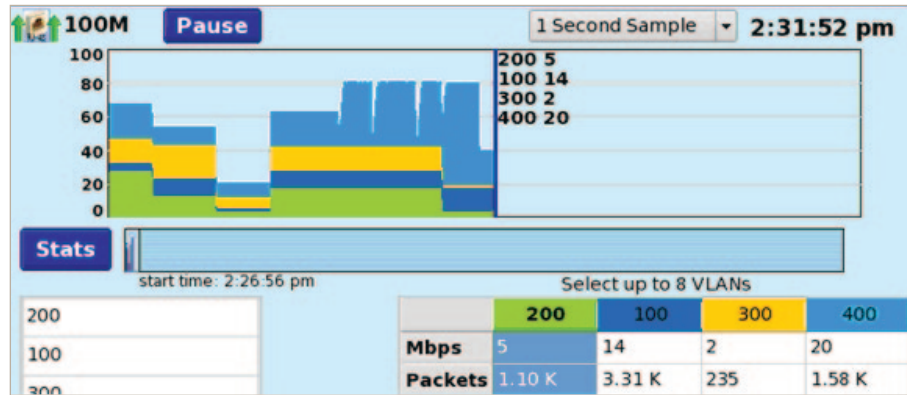 100M Pause 1 Second Sample 2:31:52 pm
100
80
60
40
20
0
200 5
100 14
300 2
400 20
Stats
start time: 2:26:56 pm
Select up to 8 VLANs
200
100
300
200 100 300 400
Mbps 5 14 2 20
Packets 1.10 K 3.31 K 235 1.58 K